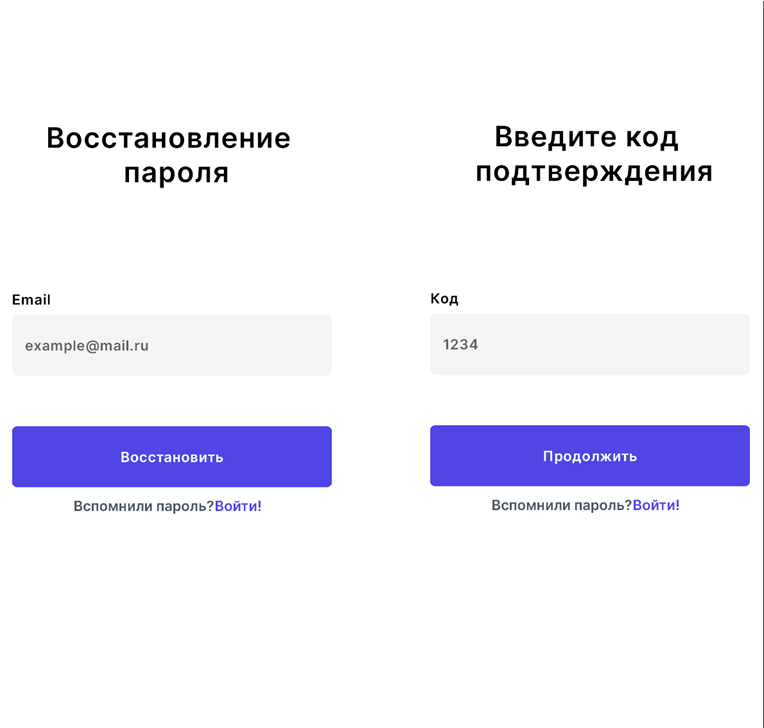 Восстановление
пароля
Email
example@mail.ru
Восстановить
Вспомнили пароль?Войти!
Введите код
подтверждения
Код
1234
Продолжить
Вспомнили пароль?Войти!